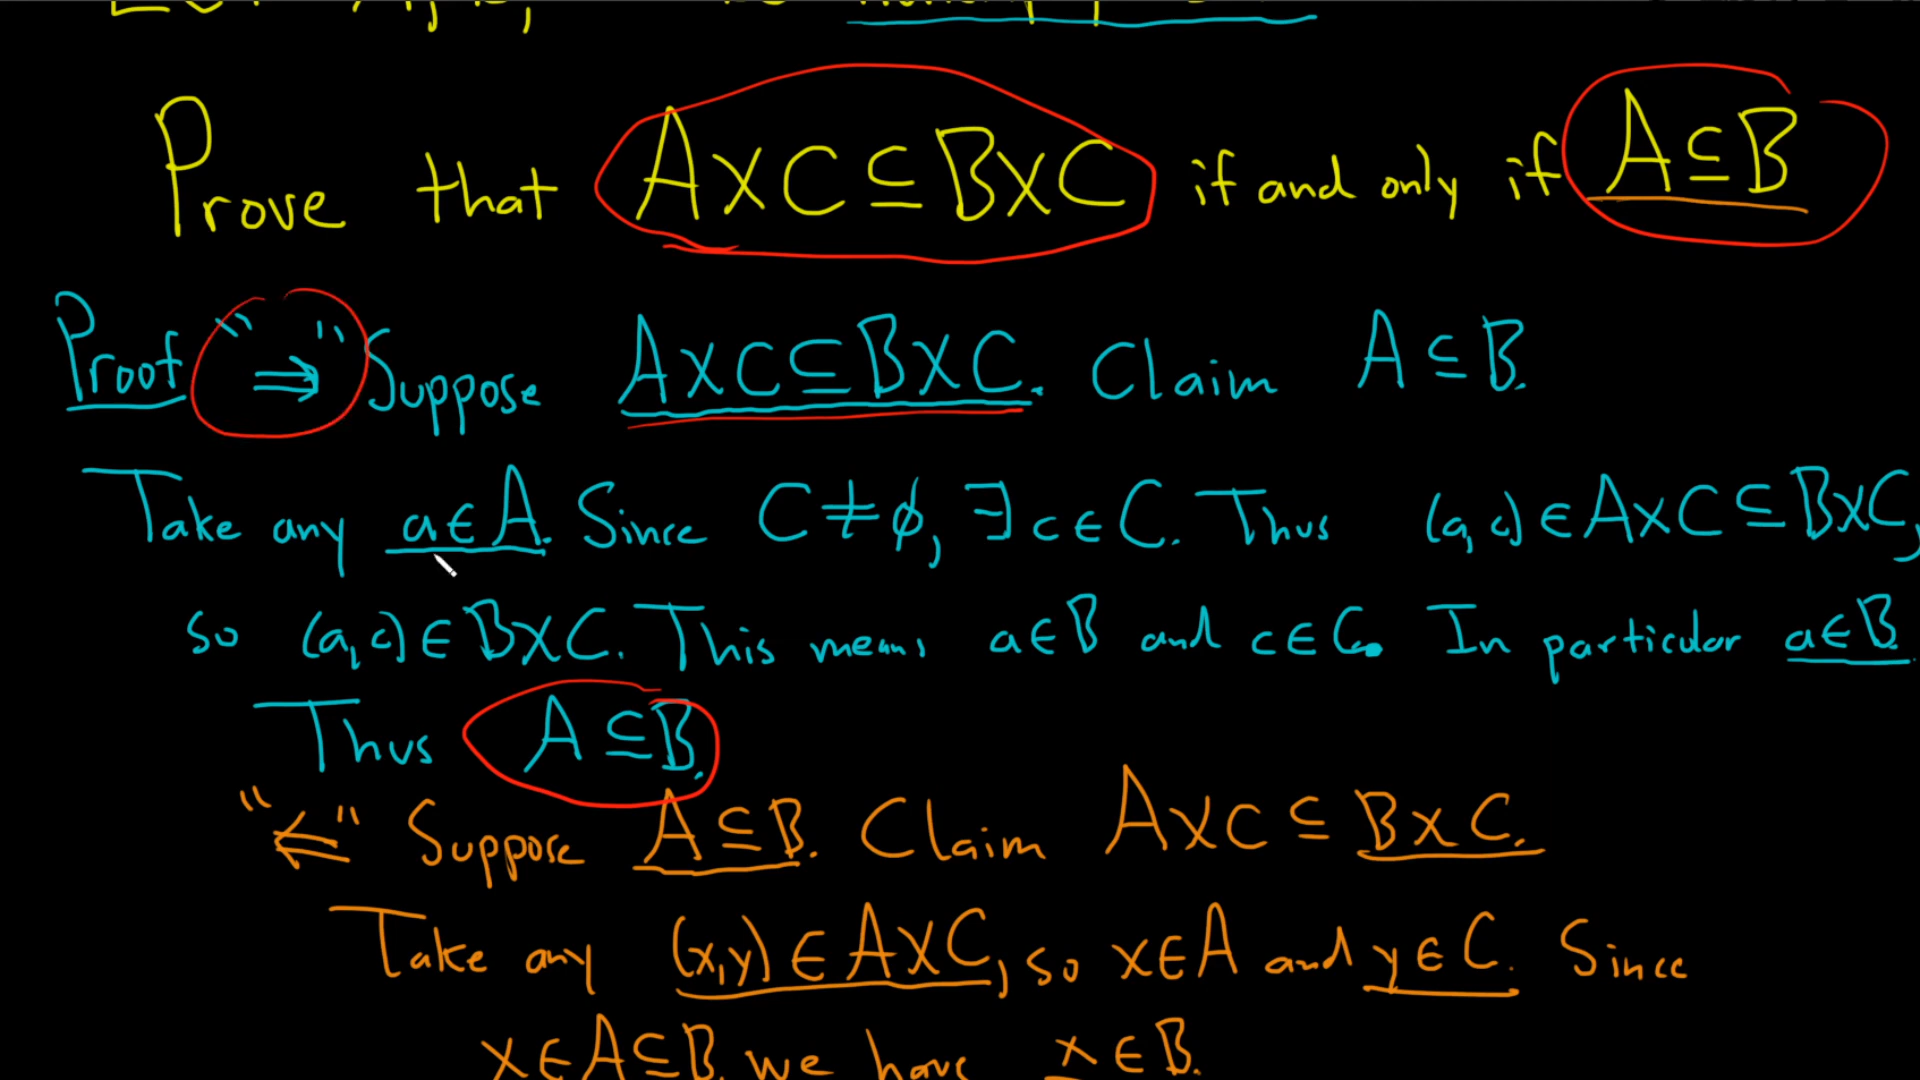 Prove that A×C⊆B×C if and only if A⊆B
Proof "⇒" Suppose A×C⊆B×C. Claim A⊆B.
Take any a∈A. Since C≠∅, ∃c∈C. Thus (a,c)∈A×C⊆B×C,
so (a,c)∈B×C. This means a∈B and c∈C. In particular a∈B.
Thus A⊆B.
"⇐" Suppose A⊆B. Claim A×C⊆B×C.
Take any (x,y)∈A×C, so x∈A and y∈C. Since
x∈A⊆B, we have x∈B.